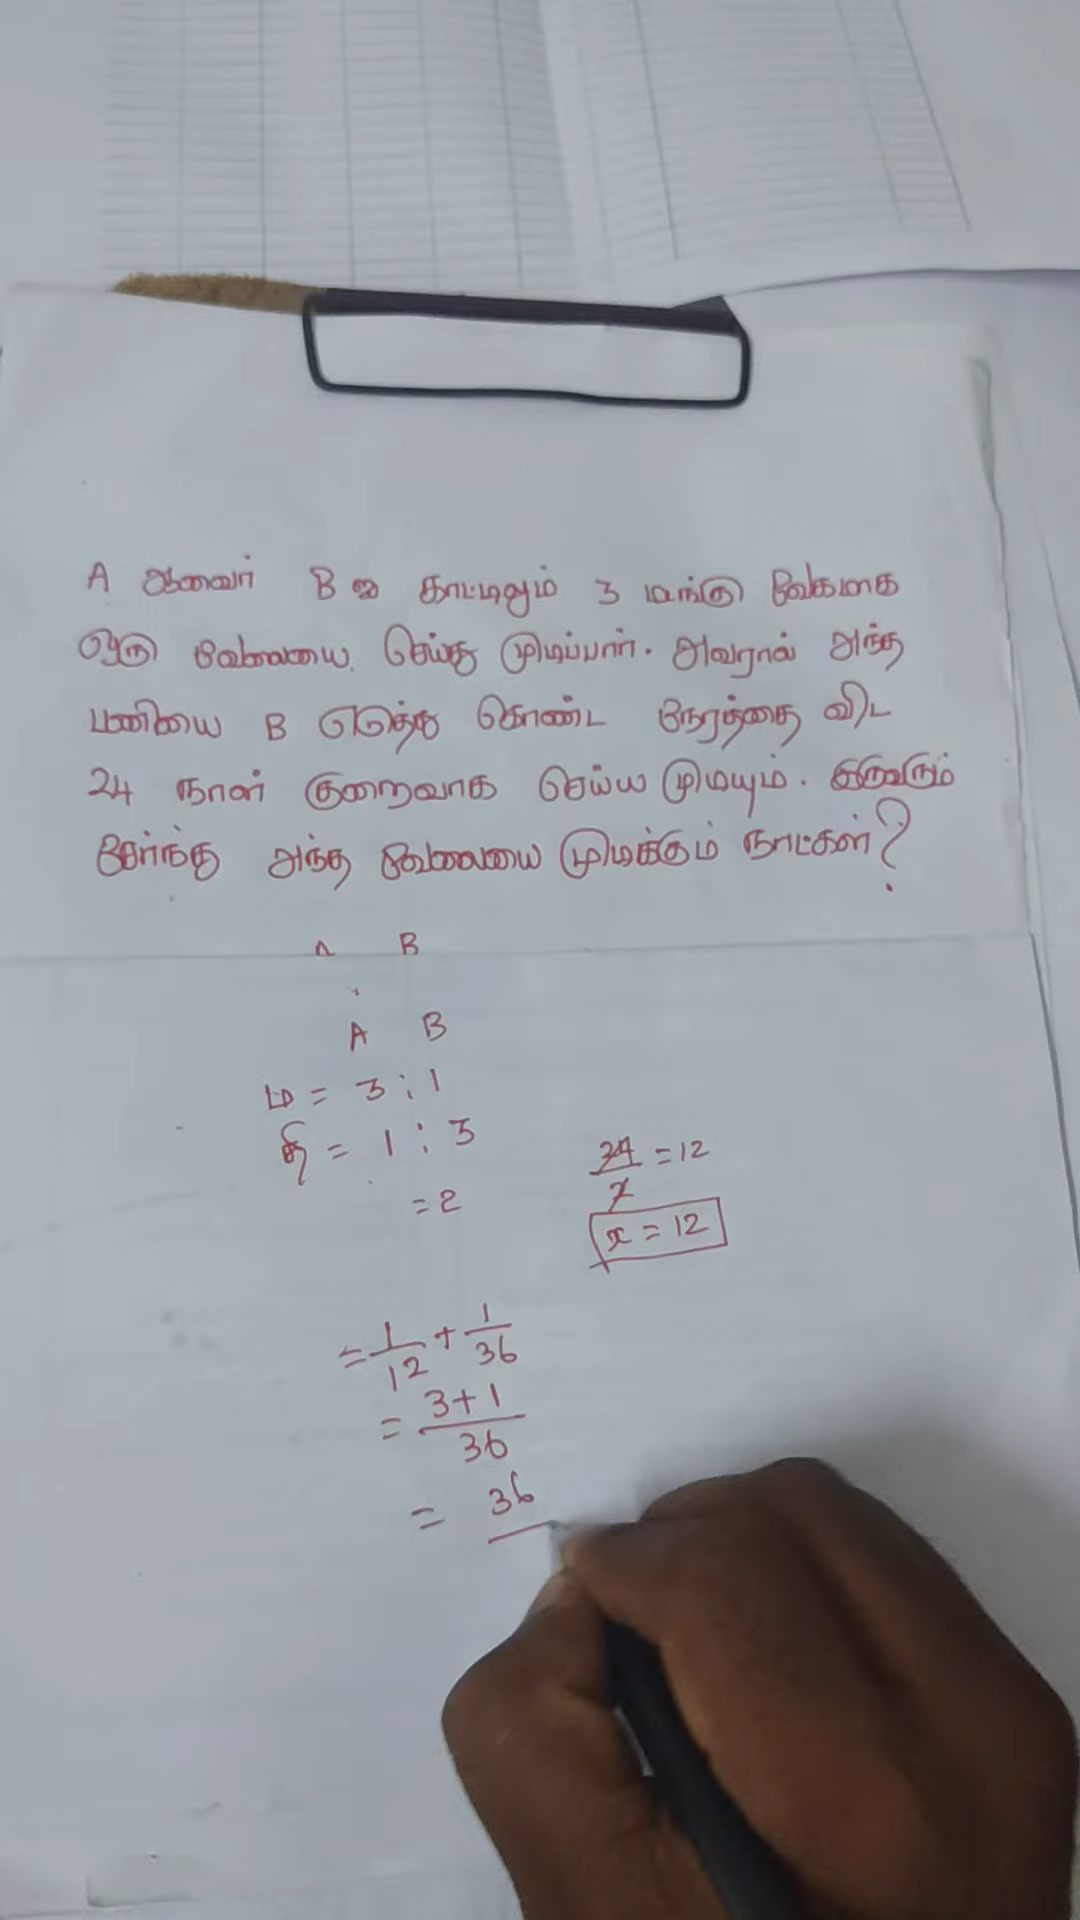 A ஆனவர் B ஐ காட்டிலும் 3 மடங்கு வேகமாக
ஒரு வேலையை செய்து முடிப்பார். அவரால் அந்த
பணியை B எடுத்து கொண்ட நேரத்தை விட
24 நாள் குறைவாக செய்ய முடியும். இருவரும்
சேர்ந்து அந்த வேலையை முடிக்கும் நாட்கள்?
A B
A B
= 3 : 1
= 1 : 3
= 2
24/2 = 12
x = 12
= 1/12 + 1/36
= 3+1/36
= 36